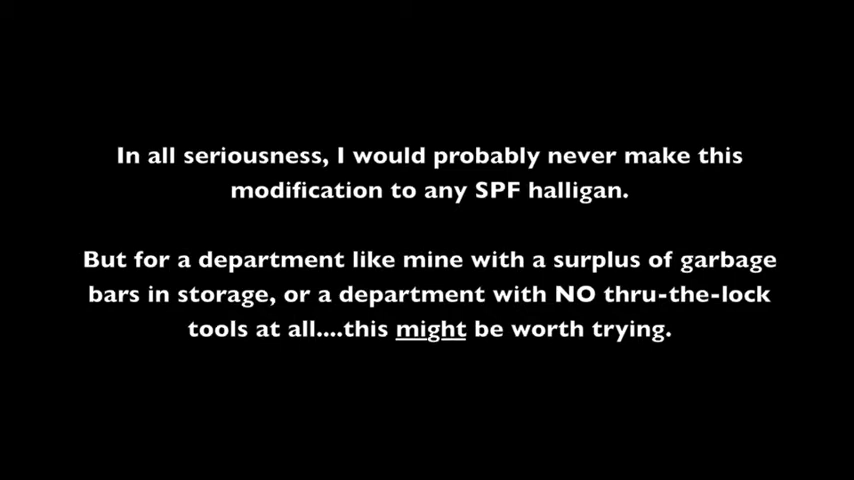 In all seriousness, I would probably never make this
modification to any SPF halligan.
But for a department like mine with a surplus of garbage
bars in storage, or a department with NO thru-the-lock
tools at all....this might be worth trying.